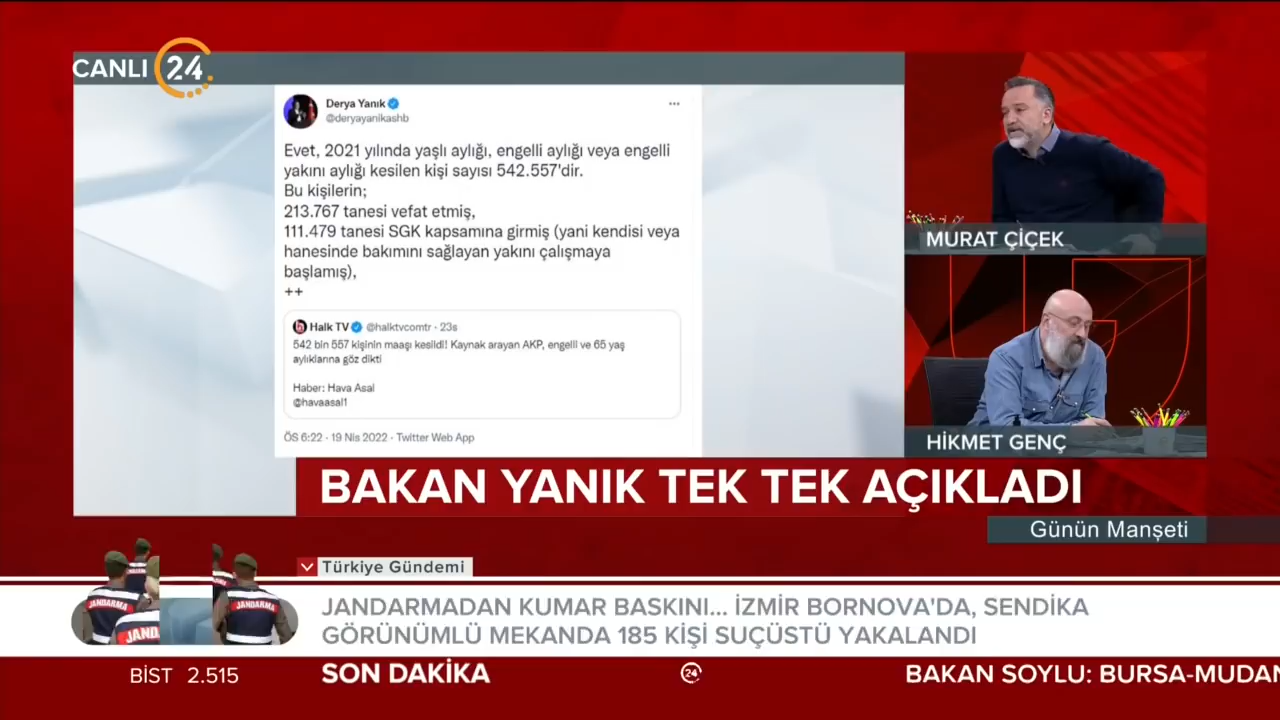 CANLI 24
Derya Yanık
@deryayanikashb
Evet, 2021 yılında yaşlı aylığı, engelli aylığı veya engelli
yakını aylığı kesilen kişi sayısı 542.557'dir.
Bu kişilerin;
213.767 tanesi vefat etmiş,
111.479 tanesi SGK kapsamına girmiş (yani kendisi veya
hanesinde bakımını sağlayan yakını çalışmaya
başlamış),
++
Halk TV @halktvcomtr · 23s
542 bin 557 kişinin maaşı kesildi! Kaynak arayan AKP, engelli ve 65 yaş
aylıklarına göz dikti
Haber: Hava Asal
@havaasal1
ÖS 6:22 · 19 Nis 2022 · Twitter Web App
MURAT ÇİÇEK
HİKMET GENÇ
BAKAN YANIK TEK TEK AÇIKLADI
Günün Manşeti
Türkiye Gündemi
JANDARMA
JAND
JANDARMA
JANDARMADAN KUMAR BASKINI... İZMİR BORNOVA'DA, SENDİKA
GÖRÜNÜMLÜ MEKANDA 185 KİŞİ SUÇÜSTÜ YAKALANDI
BİST 2.515
SON DAKİKA
24
BAKAN SOYLU: BURSA-MUDAN